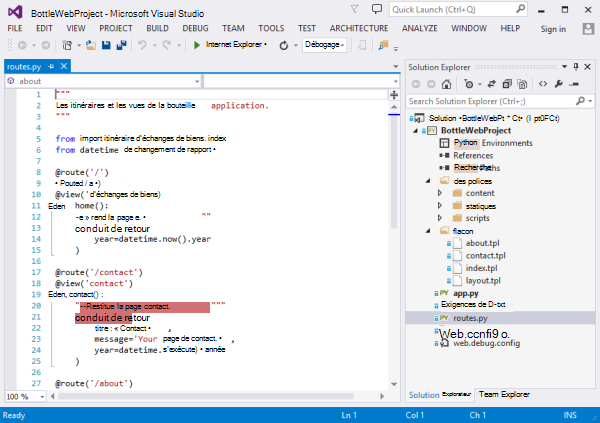 BottleWebProject - Microsoft Visual Studio
Quick Launch (Ctrl+Q)
FILE EDIT VIEW PROJECT BUILD DEBUG TEAM TOOLS TEST ARCHITECTURE ANALYZE WINDOW HELP Sign in
Internet Explorer • Débogage
routes.py
about
1 """
2 Les itinéraires et les vues de la bouteille application.
3 """
4
5 from import itinéraire d'échanges de biens. index
6 from datetime de changement de rapport •
7
8 @route('/')
9 • Pouted / a •)
10 @view(' d'échanges de biens)
11 Eden home():
12 -e » rend la page e. • ""
13 conduit de retour
14 year=datetime.now().year
15 )
16
17 @route('/contact')
18 @view('contact')
19 Eden, contact() :
20 "--Restitue la page contact. """
21 conduit de retour
22 titre : « Contact • ,
23 message='Your page de contact. • ,
24 year=datetime. s'exécute) • année
25 )
26
27 @route('/about')
100 %
Solution Explorer
Search Solution Explorer (Ctrl+;)
Solution •BottleWebPt * Ct• (I pt0FCt)
BottleWebProject
Python Environments
References
Recherche Paths
des polices
content
statiques
scripts
flacon
about.tpl
contact.tpl
index.tpl
layout.tpl
PY app.py
Exigences de D-txt
PY routes.py
Web.ccnfi9 o.
web.debug.config
Solution Explorateur Team Explorer
Ready Ln 1 Col 1 Ch 1 INS